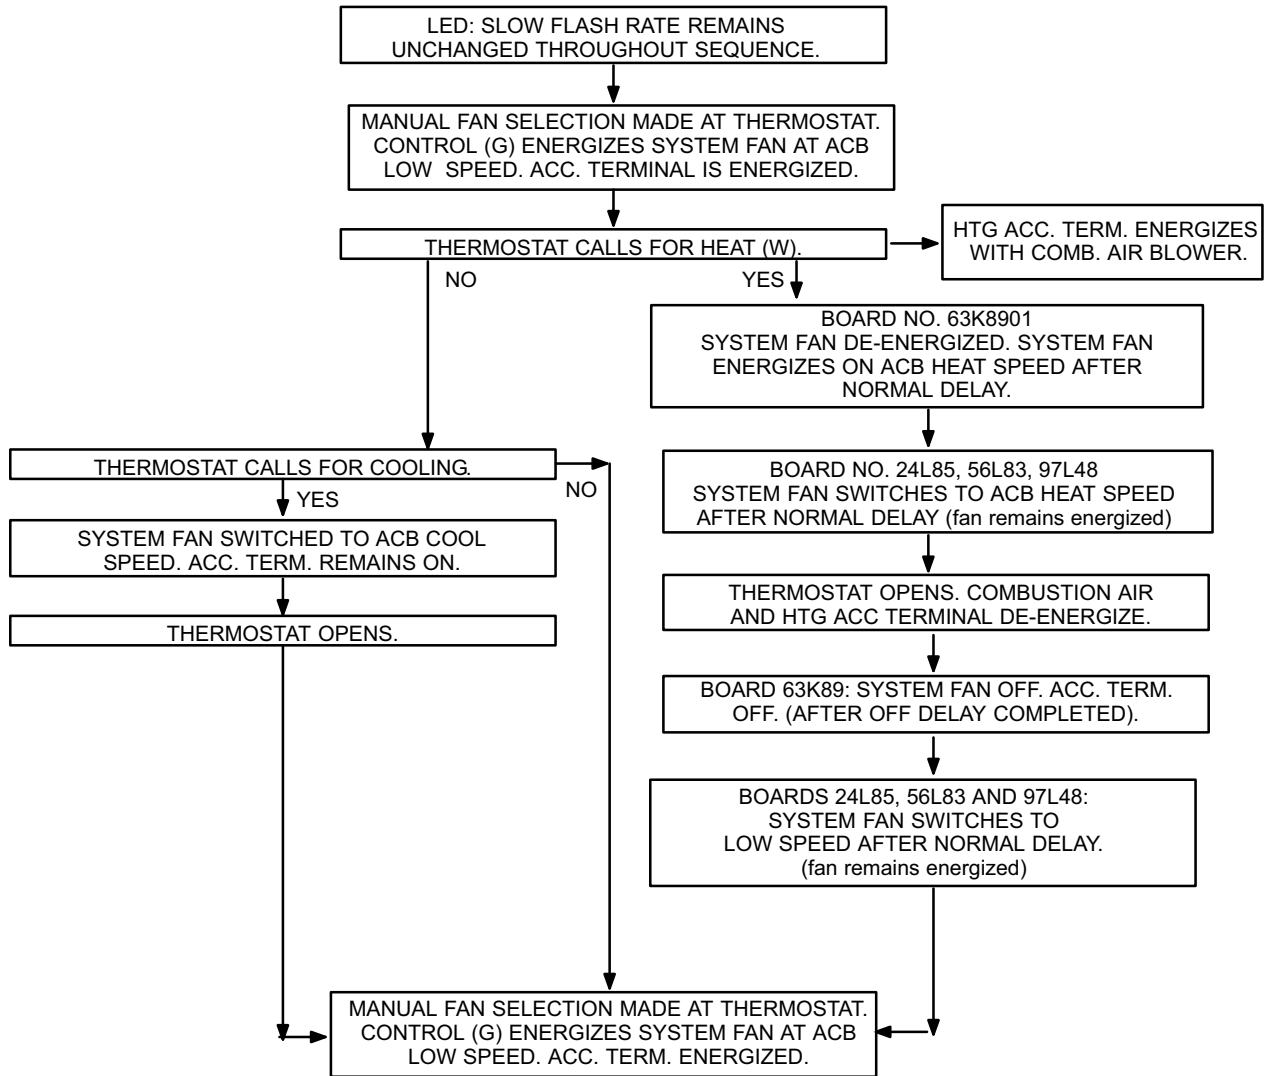 LED: SLOW FLASH RATE REMAINS
UNCHANGED THROUGHOUT SEQUENCE.
MANUAL FAN SELECTION MADE AT THERMOSTAT.
CONTROL (G) ENERGIZES SYSTEM FAN AT ACB
LOW SPEED. ACC. TERMINAL IS ENERGIZED.
THERMOSTAT CALLS FOR HEAT (W).
HTG ACC. TERM. ENERGIZES
WITH COMB. AIR BLOWER.
NO
YES
BOARD NO. 63K8901
SYSTEM FAN DE-ENERGIZED. SYSTEM FAN
ENERGIZES ON ACB HEAT SPEED AFTER
NORMAL DELAY.
THERMOSTAT CALLS FOR COOLING.
NO
YES
SYSTEM FAN SWITCHED TO ACB COOL
SPEED. ACC. TERM. REMAINS ON.
THERMOSTAT OPENS.
BOARD NO. 24L85, 56L83, 97L48
SYSTEM FAN SWITCHES TO ACB HEAT SPEED
AFTER NORMAL DELAY (fan remains energized)
THERMOSTAT OPENS. COMBUSTION AIR
AND HTG ACC TERMINAL DE-ENERGIZE.
BOARD 63K89: SYSTEM FAN OFF. ACC. TERM.
OFF. (AFTER OFF DELAY COMPLETED).
BOARDS 24L85, 56L83 AND 97L48:
SYSTEM FAN SWITCHES TO
LOW SPEED AFTER NORMAL DELAY.
(fan remains energized)
MANUAL FAN SELECTION MADE AT THERMOSTAT.
CONTROL (G) ENERGIZES SYSTEM FAN AT ACB
LOW SPEED. ACC. TERM. ENERGIZED.